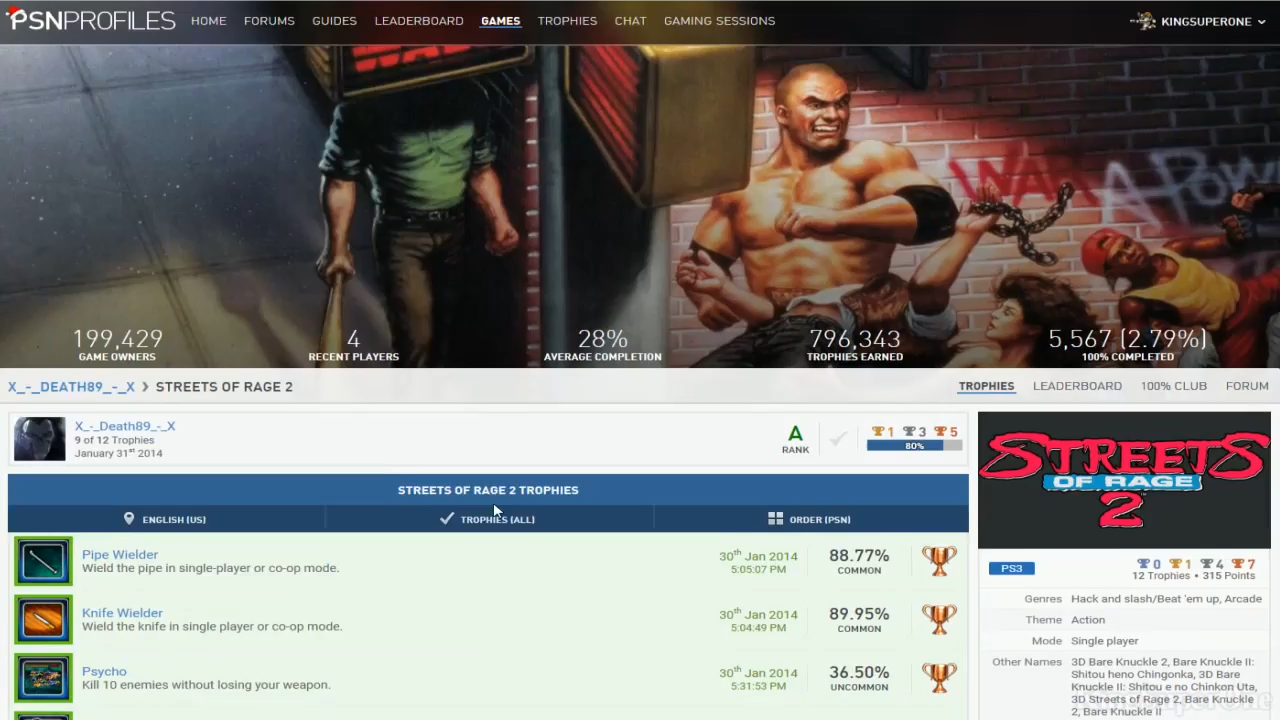 PSNPROFILES HOME FORUMS GUIDES LEADERBOARD GAMES TROPHIES CHAT GAMING SESSIONS KINGSUPERONE
199,429 4 28% 796,343 5,567 (2.79%)
GAME OWNERS RECENT PLAYERS AVERAGE COMPLETION TROPHIES EARNED 100% COMPLETED
X_-_DEATH89_-_X > STREETS OF RAGE 2 TROPHIES LEADERBOARD 100% CLUB FORUM
X_-_Death89_-_X
9 of 12 Trophies
January 31st 2014
A
RANK
1 3 5
80%
STREETS OF RAGE 2 TROPHIES
ENGLISH (US) TROPHIES (ALL) ORDER (PSN)
Pipe Wielder
Wield the pipe in single-player or co-op mode.
30th Jan 2014
5:05:07 PM
88.77%
COMMON
Knife Wielder
Wield the knife in single player or co-op mode.
30th Jan 2014
5:04:49 PM
89.95%
COMMON
Psycho
Kill 10 enemies without losing your weapon.
30th Jan 2014
5:31:53 PM
36.50%
UNCOMMON
STREETS
OF RAGE
2
PS3 0 1 4 7
12 Trophies • 315 Points
Genres Hack and slash/Beat 'em up, Arcade
Theme Action
Mode Single player
Other Names 3D Bare Knuckle 2, Bare Knuckle II:
Shitou heno Chingonka, 3D Bare
Knuckle II: Shitou e no Chinkon Uta,
3D Streets of Rage 2, Bare Knuckle
2, Bare Knuckle II